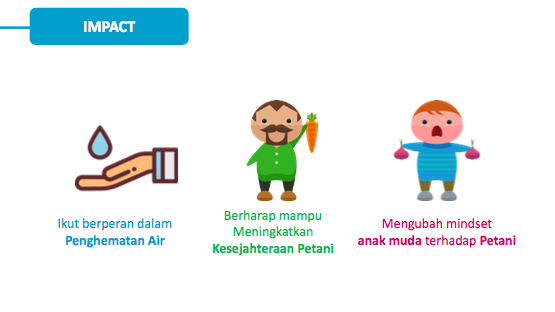 IMPACT
Ikut berperan dalam
Penghematan Air
Berharap mampu
Meningkatkan
Kesejahteraan Petani
Mengubah mindset
anak muda terhadap Petani